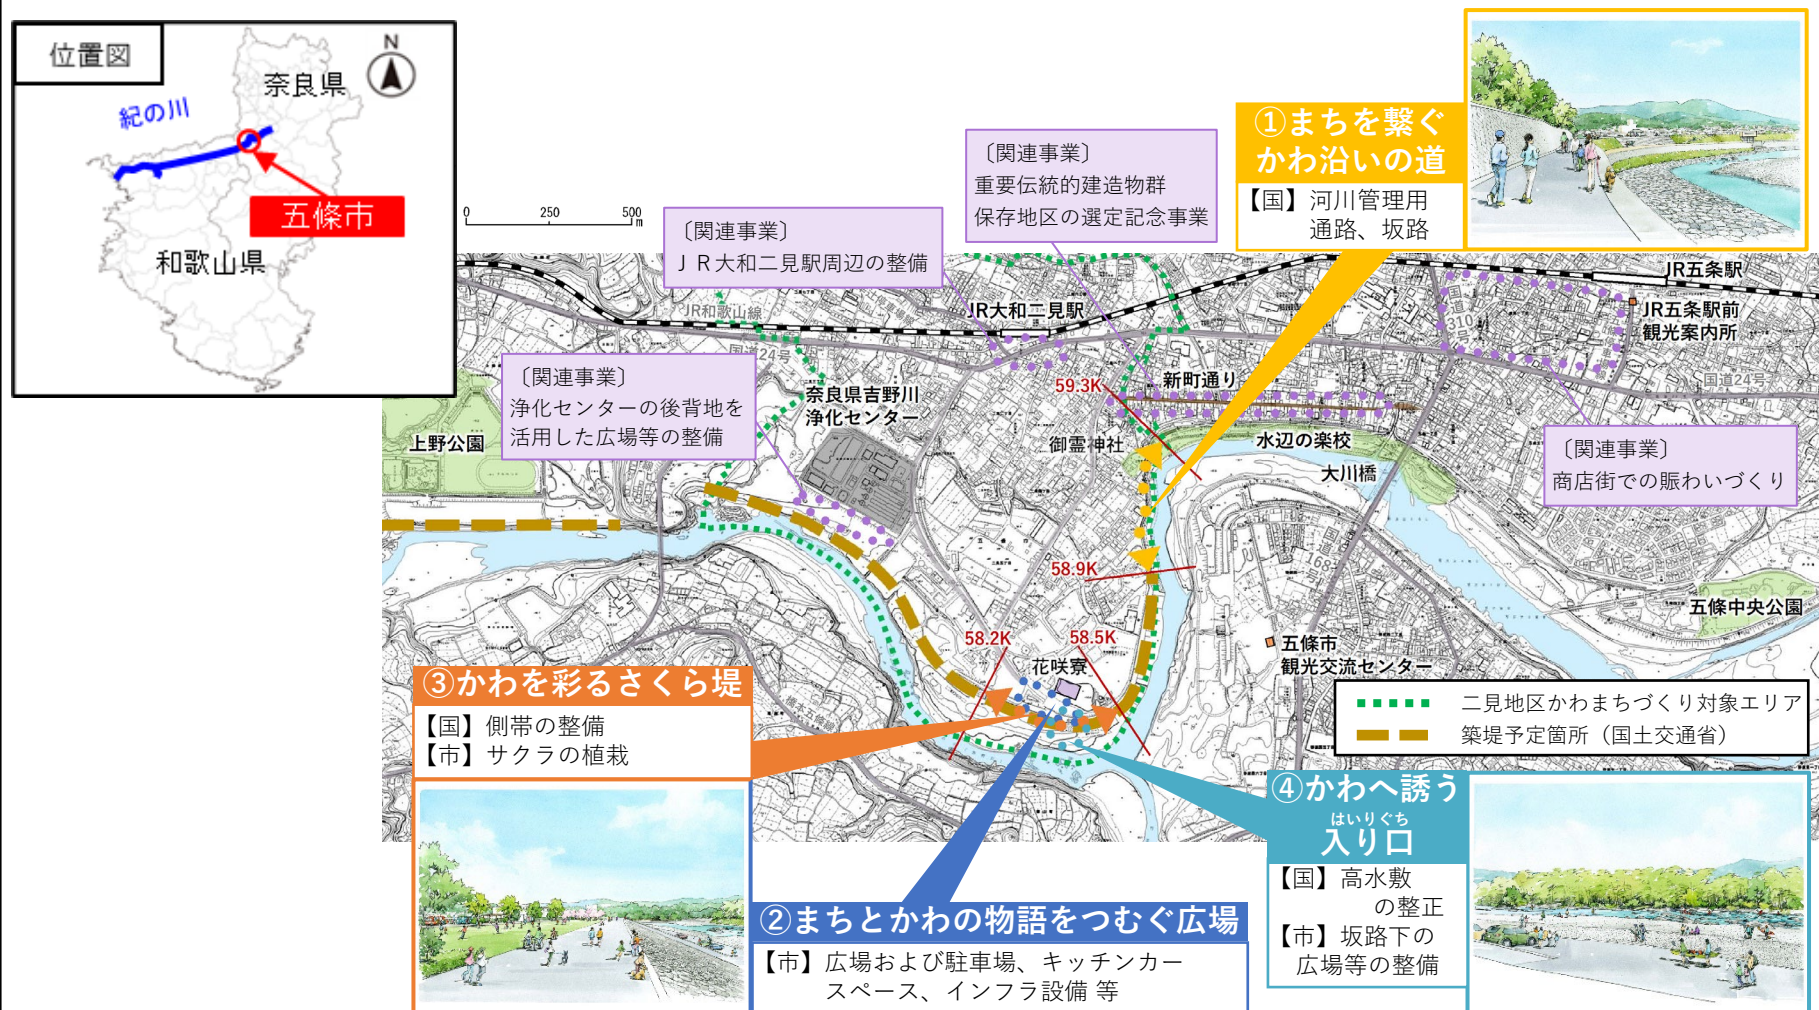 位置図
N
奈良県
紀の川
五條市
和歌山県
0 250 500
m
〔関連事業〕
ＪＲ大和二見駅周辺の整備
〔関連事業〕
重要伝統的建造物群
保存地区の選定記念事業
①まちを繋ぐ
かわ沿いの道
【国】河川管理用
通路、坂路
JR和歌山線
JR大和二見駅
国道24号
JR五条駅
国道310号
JR五条駅前
観光案内所
国道24号
〔関連事業〕
浄化センターの後背地を
活用した広場等の整備
奈良県吉野川
浄化センター
59.3K
新町通り
上野公園
御霊神社
水辺の楽校
大川橋
〔関連事業〕
商店街での賑わいづくり
国道168号
58.9K
五條中央公園
58.2K
58.5K
花咲寮
五條市
観光交流センター
③かわを彩るさくら堤
【国】側帯の整備
【市】サクラの植栽
二見地区かわまちづくり対象エリア
築堤予定箇所（国土交通省）
④かわへ誘う
はいりぐち
入り口
【国】高水敷
の整正
【市】坂路下の
広場等の整備
②まちとかわの物語をつむぐ広場
【市】広場および駐車場、キッチンカー
スペース、インフラ設備 等